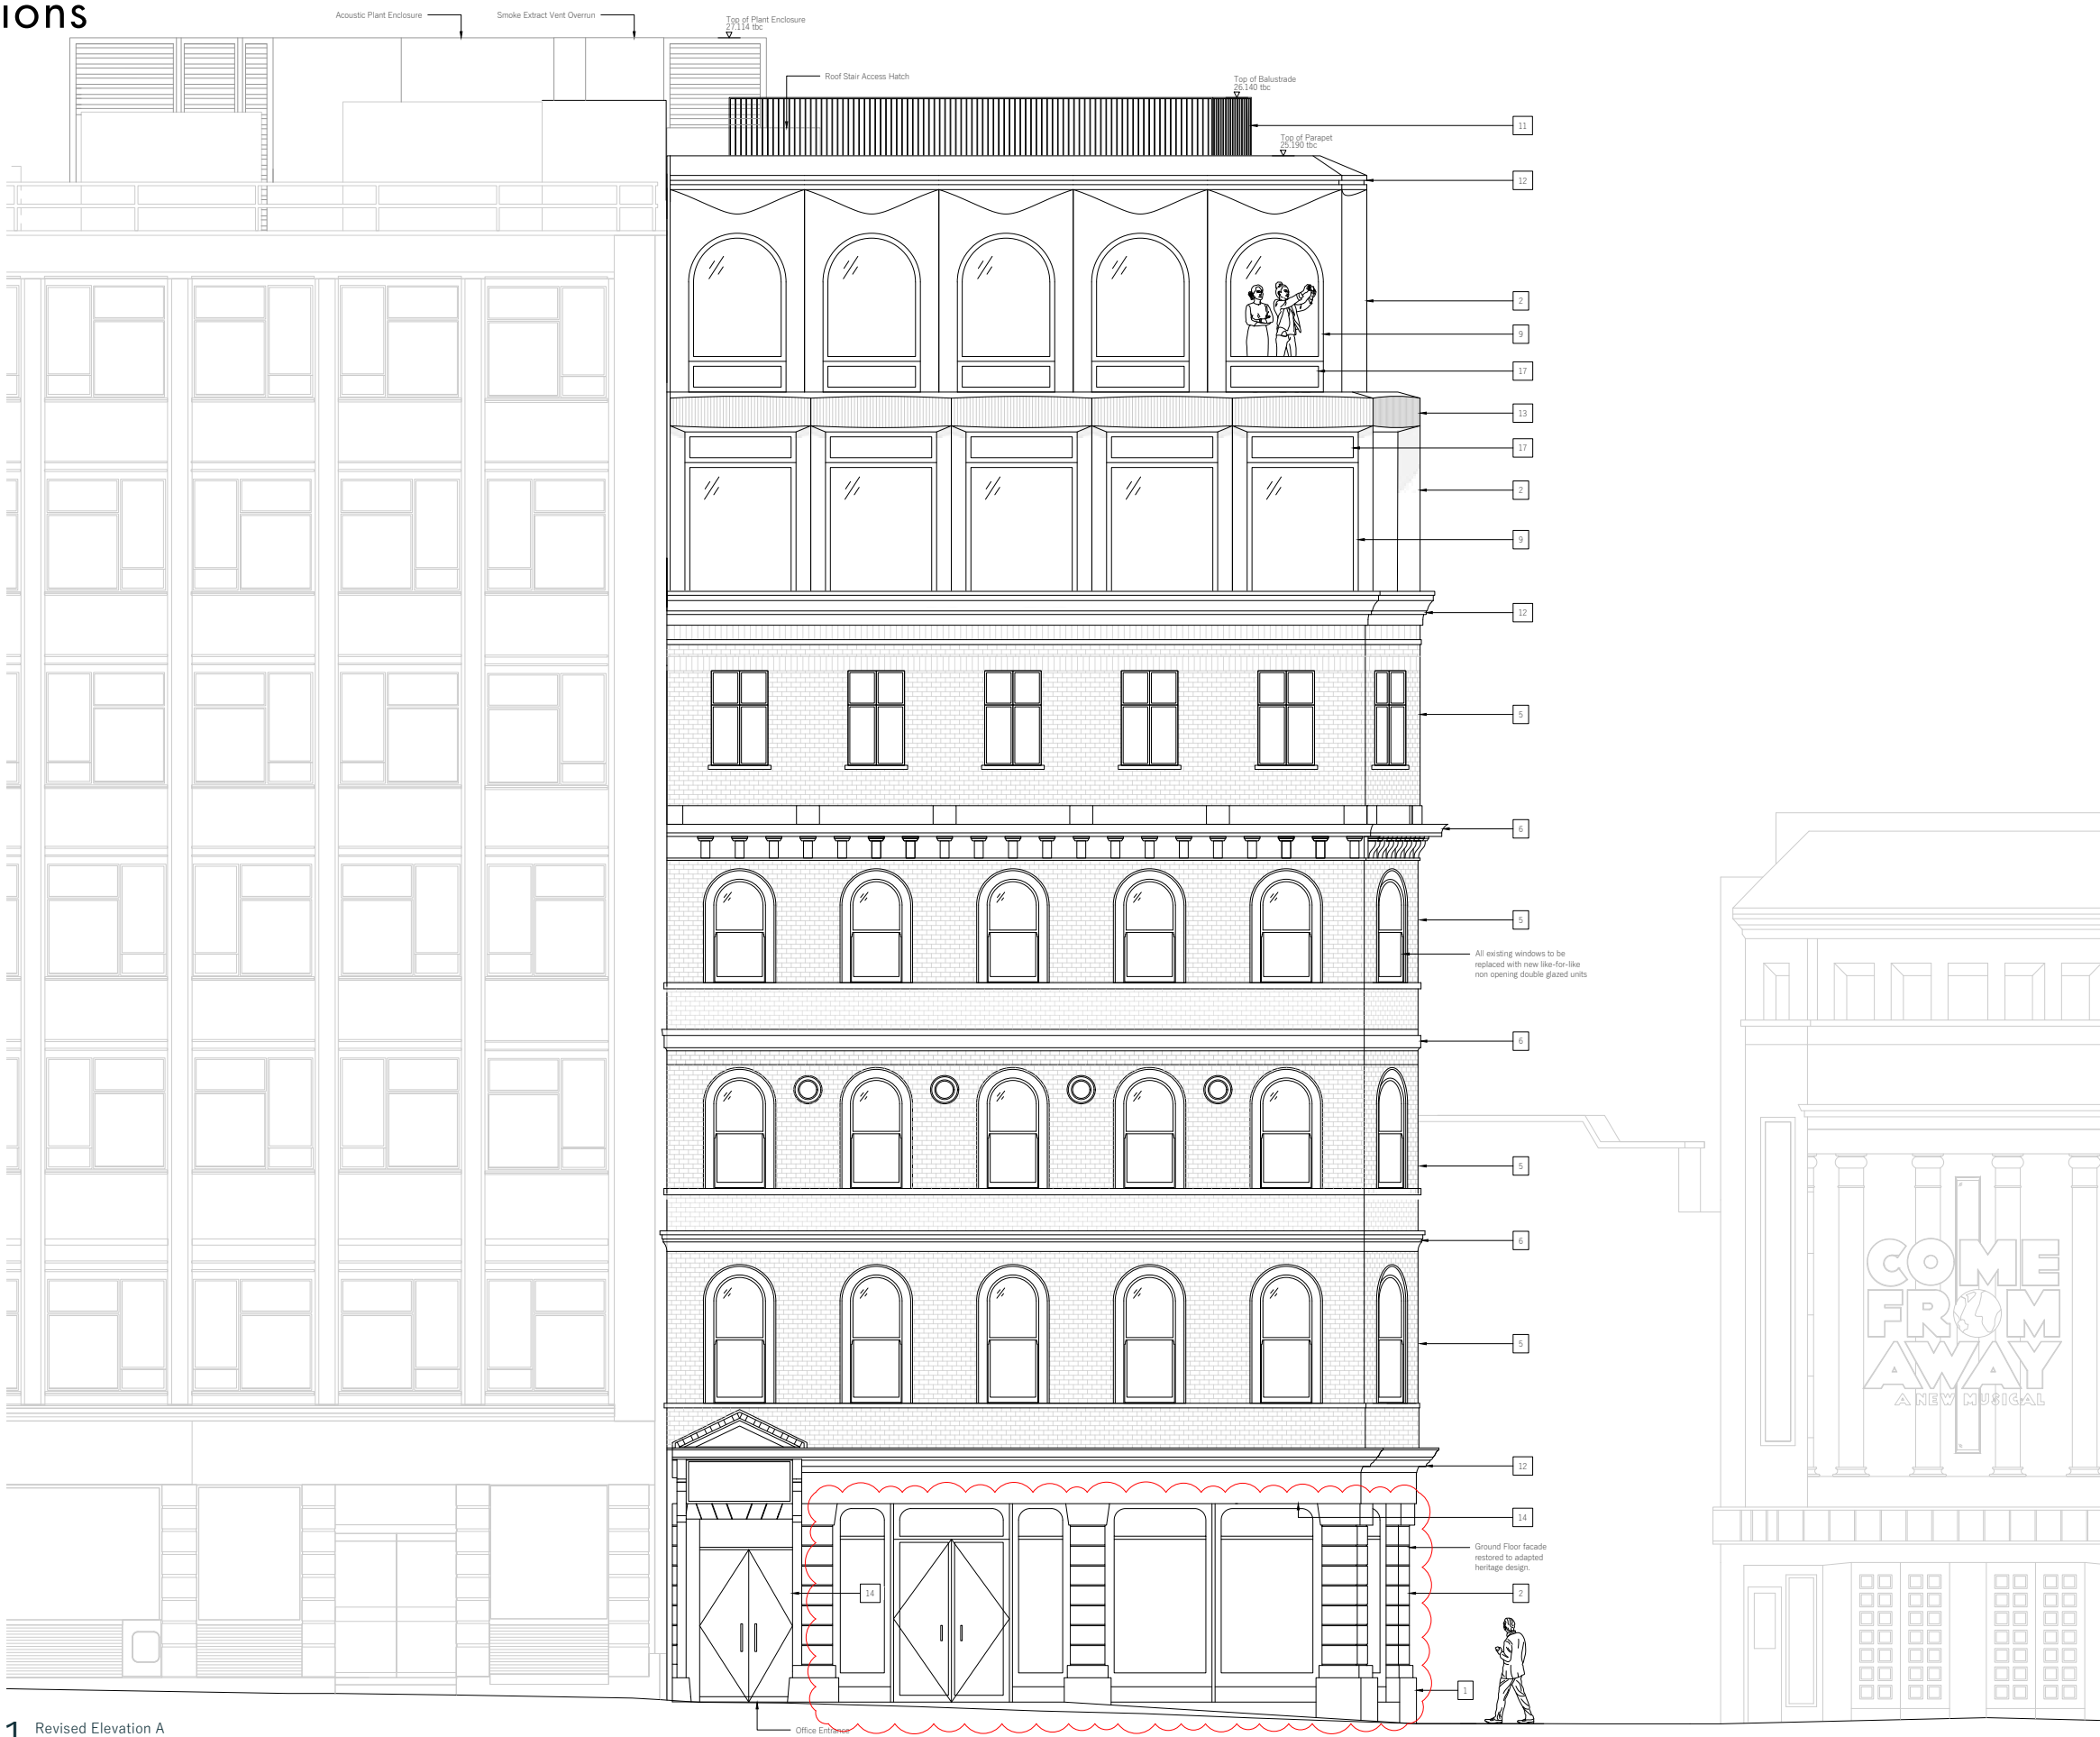 ions
Acoustic Plant Enclosure
Smoke Extract Vent Overrun
Top of Plant Enclosure
27.114 tbc
Roof Stair Access Hatch
Top of Balustrade
26.140 tbc
11
Top of Parapet
25.190 tbc
12
2
9
17
13
17
2
9
12
5
6
5
All existing windows to be
replaced with new like-for-like
non opening double glazed units
6
5
6
COME
FROM
AWAY
A NEW MUSICAL
5
12
14
Ground Floor facade
restored to adapted
heritage design.
14
2
1
Office Entrance
1 Revised Elevation A